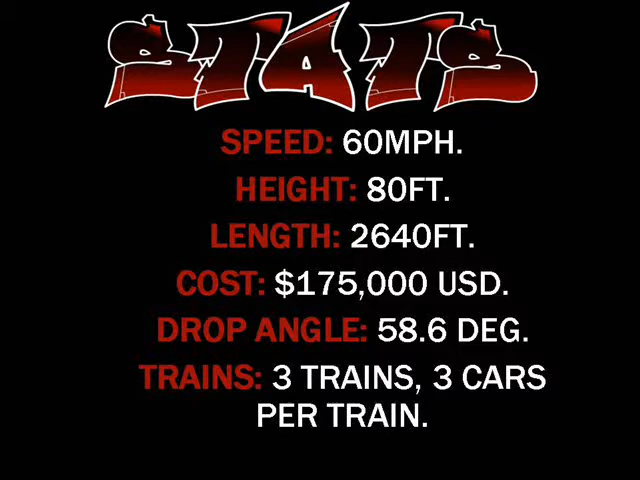 STATS
SPEED: 60MPH.
HEIGHT: 80FT.
LENGTH: 2640FT.
COST: $175,000 USD.
DROP ANGLE: 58.6 DEG.
TRAINS: 3 TRAINS, 3 CARS
PER TRAIN.